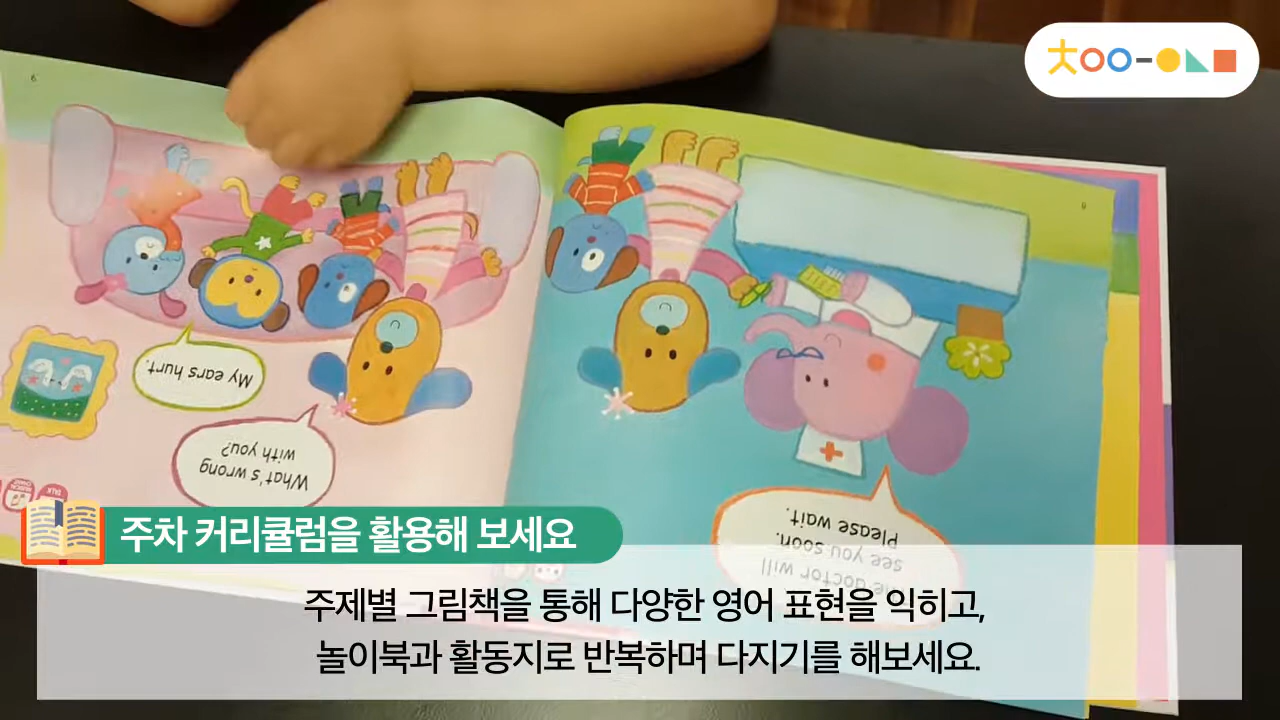 6
9
My ears hurt.
What's wrong
with you?
doctor will
see you soon.
Please wait.
주차 커리큘럼을 활용해 보세요
주제별 그림책을 통해 다양한 영어 표현을 익히고,
놀이북과 활동지로 반복하며 다지기를 해보세요.